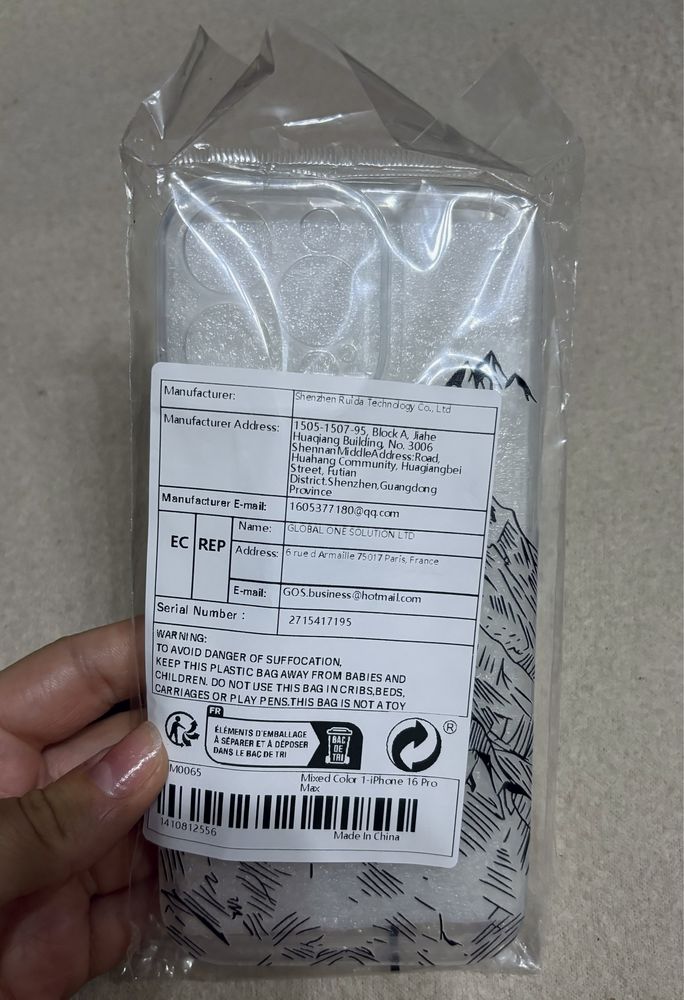 Manufacturer: Shenzhen Ruida Technology Co., Ltd
Manufacturer Address: 1505-1507-95, Block A, Jiahe
Huaqiang Building, No. 3006
ShennanMiddleAddress:Road,
Huahang Community, Huaqiangbei
Street, Futian
District.Shenzhen,Guangdong
Province
Manufacturer E-mail: 1605377180@qq.com
EC REP
Name: GLOBAL ONE SOLUTION LTD
Address: 6 rue d Armaille 75017 Paris, France
E-mail: GOS.business@hotmail.com
Serial Number : 2715417195
WARNING:
TO AVOID DANGER OF SUFFOCATION,
KEEP THIS PLASTIC BAG AWAY FROM BABIES AND
CHILDREN. DO NOT USE THIS BAG IN CRIBS,BEDS,
CARRIAGES OR PLAY PENS.THIS BAG IS NOT A TOY
FR
ÉLÉMENTS D'EMBALLAGE
À SÉPARER ET À DÉPOSER
DANS LE BAC DE TRI
BAC
DE
TRI
®
M0065
Mixed Color 1-iPhone 16 Pro
Max
1410812556
Made In China